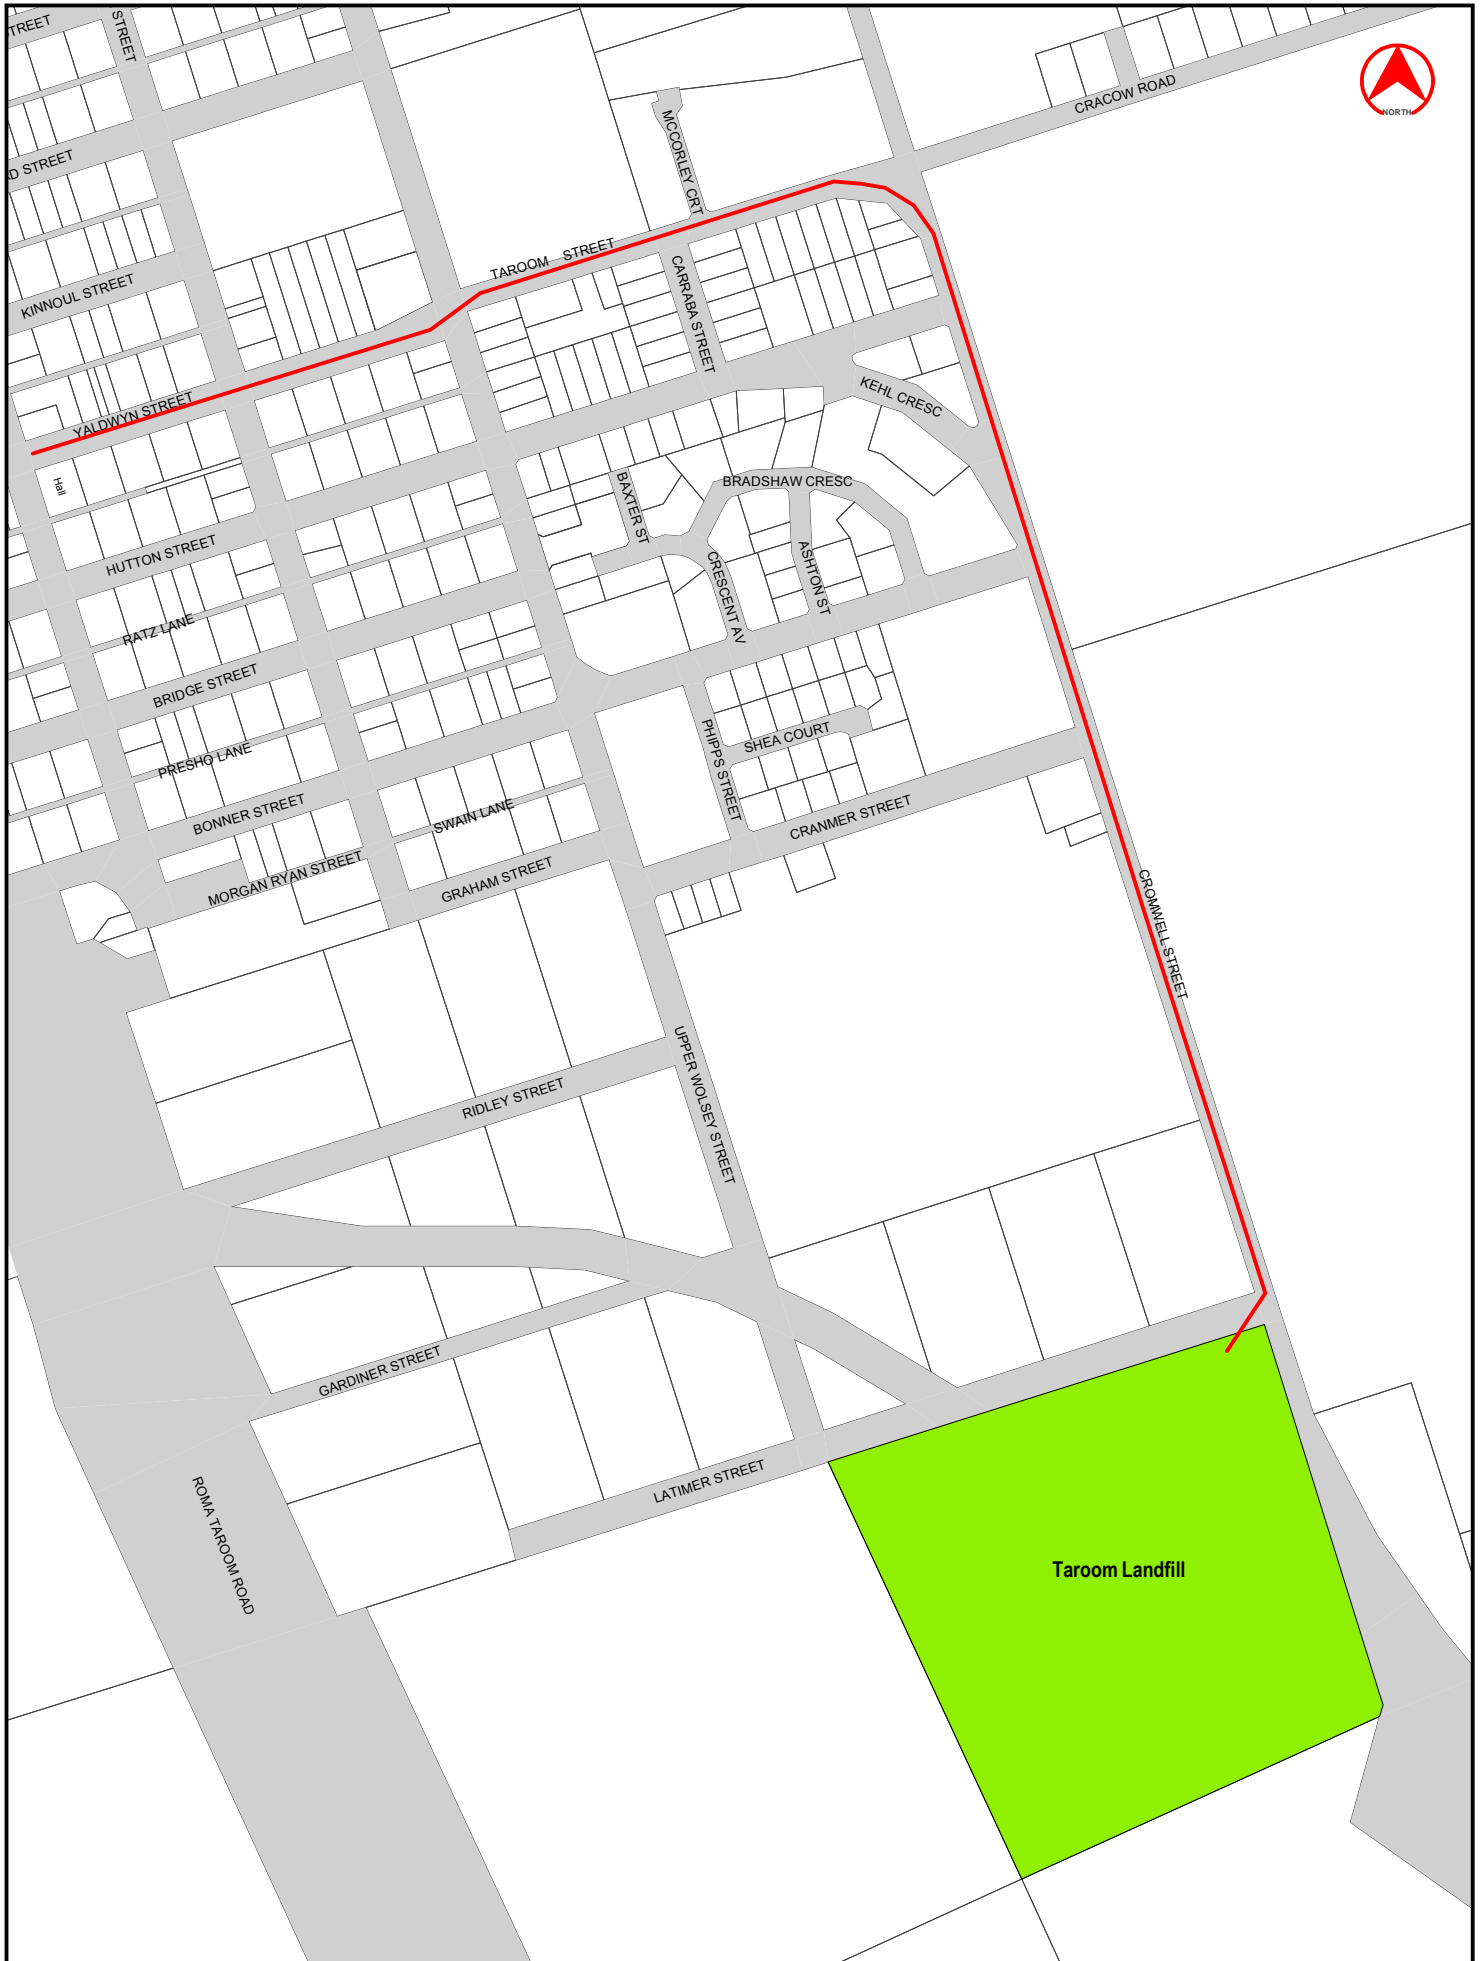 TREET
STREET
CRACOW ROAD
NORTH
MCCORLEY CRT
D STREET
TAROOM STREET
KINNOUL STREET
CARRABA STREET
KEHL CRESC
YALDWYN STREET
Hall
BAXTER ST
BRADSHAW CRESC
HUTTON STREET
CRESCENT AV
ASHTON ST
RATZ LANE
BRIDGE STREET
PHIPPS STREET
SHEA COURT
PRESHO LANE
BONNER STREET
SWAIN LANE
CRANMER STREET
MORGAN RYAN STREET
GRAHAM STREET
CROMWELL STREET
UPPER WOLSEY STREET
RIDLEY STREET
GARDINER STREET
LATIMER STREET
ROMA TAROOM ROAD
Taroom Landfill